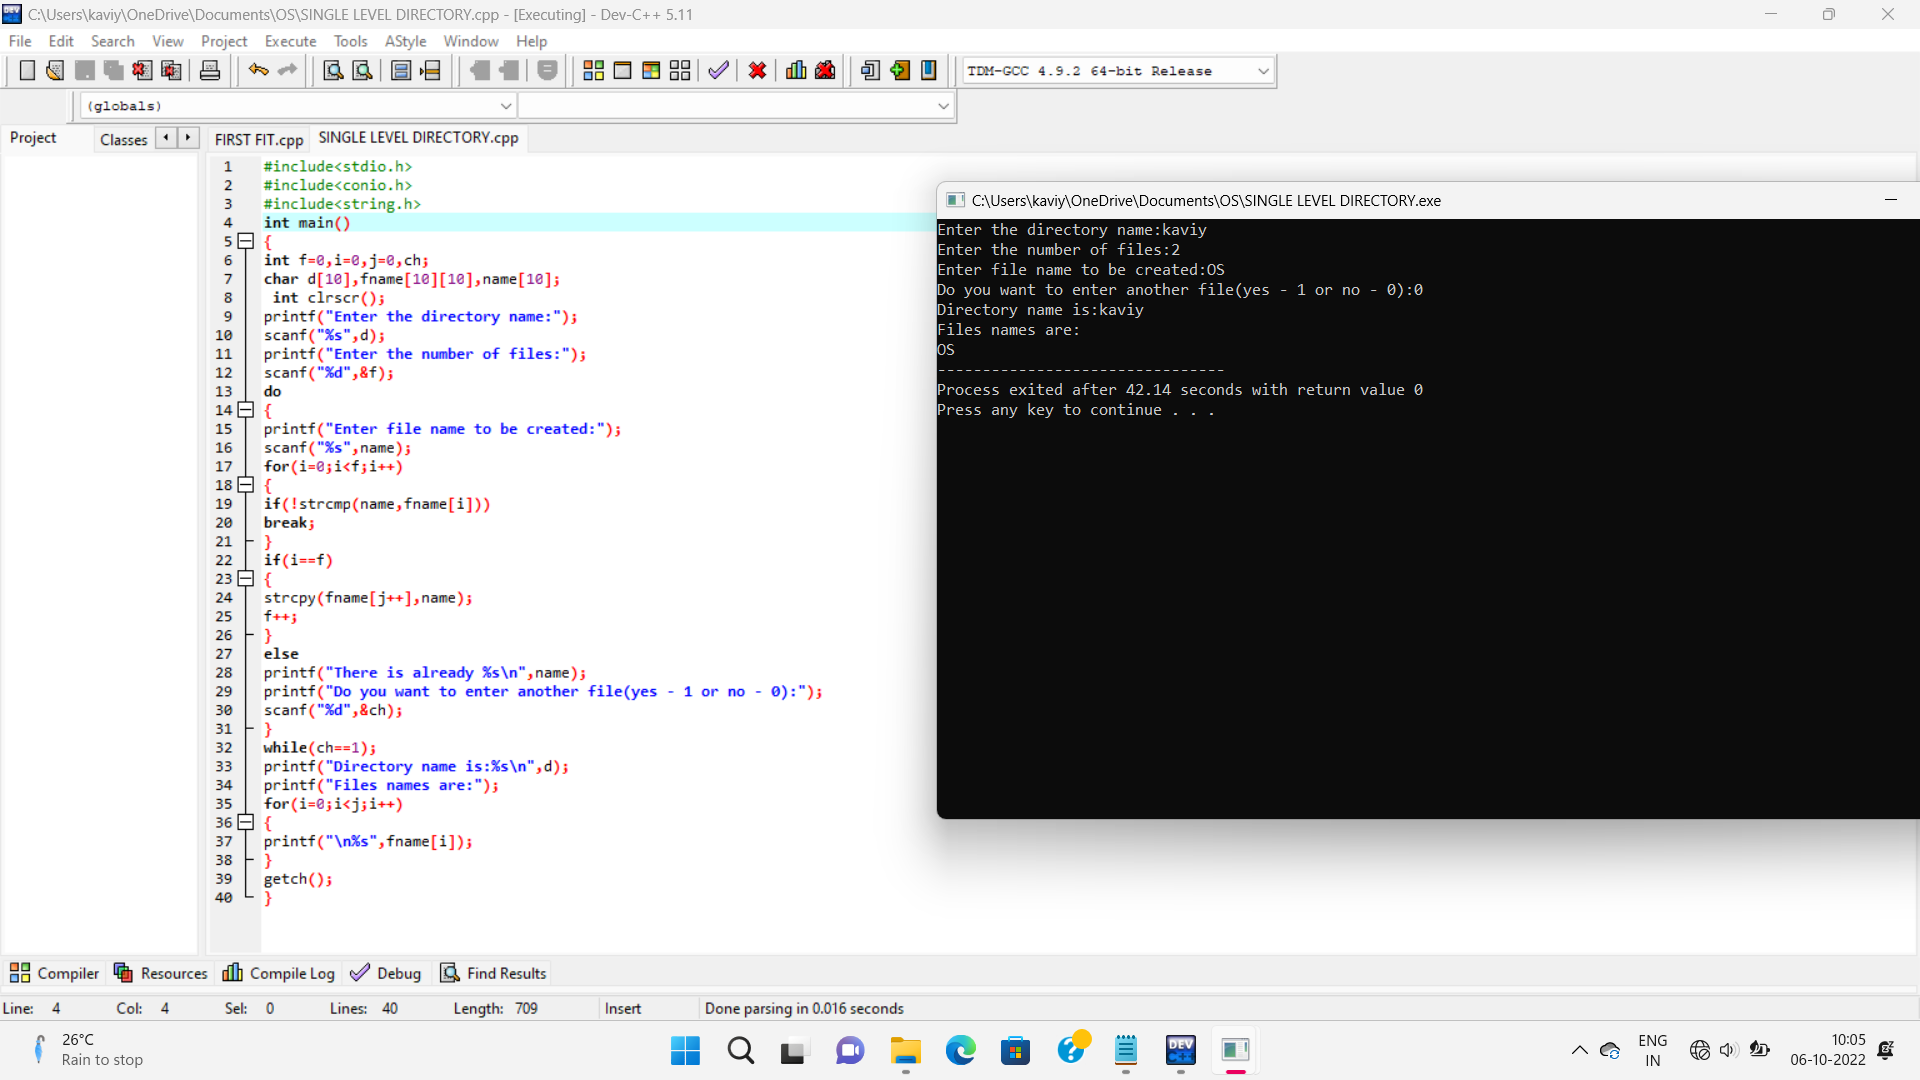 C:\Users\kaviy\OneDrive\Documents\OS\SINGLE LEVEL DIRECTORY.cpp - [Executing] - Dev-C++ 5.11
File Edit Search View Project Execute Tools AStyle Window Help
TDM-GCC 4.9.2 64-bit Release
(globals)
Project Classes FIRST FIT.cpp SINGLE LEVEL DIRECTORY.cpp
1 #include<stdio.h>
2 #include<conio.h>
3 #include<string.h>
4 int main()
5 {
6 int f=0,i=0,j=0,ch;
7 char d[10],fname[10][10],name[10];
8 int clrscr();
9 printf("Enter the directory name:");
10 scanf("%s",d);
11 printf("Enter the number of files:");
12 scanf("%d",&f);
13 do
14 {
15 printf("Enter file name to be created:");
16 scanf("%s",name);
17 for(i=0;i<f;i++)
18 {
19 if(!strcmp(name,fname[i]))
20 break;
21 }
22 if(i==f)
23 {
24 strcpy(fname[j++],name);
25 f++;
26 }
27 else
28 printf("There is already %s\n",name);
29 printf("Do you want to enter another file(yes - 1 or no - 0):");
30 scanf("%d",&ch);
31 }
32 while(ch==1);
33 printf("Directory name is:%s\n",d);
34 printf("Files names are:");
35 for(i=0;i<j;i++)
36 {
37 printf("\n%s",fname[i]);
38 }
39 getch();
40 }
C:\Users\kaviy\OneDrive\Documents\OS\SINGLE LEVEL DIRECTORY.exe
Enter the directory name:kaviy
Enter the number of files:2
Enter file name to be created:OS
Do you want to enter another file(yes - 1 or no - 0):0
Directory name is:kaviy
Files names are:
OS
--------------------------------
Process exited after 42.14 seconds with return value 0
Press any key to continue . . .
Compiler Resources Compile Log Debug Find Results
Line: 4 Col: 4 Sel: 0 Lines: 40 Length: 709 Insert Done parsing in 0.016 seconds
26°C
Rain to stop
DEV
C++
ENG
IN
10:05
06-10-2022